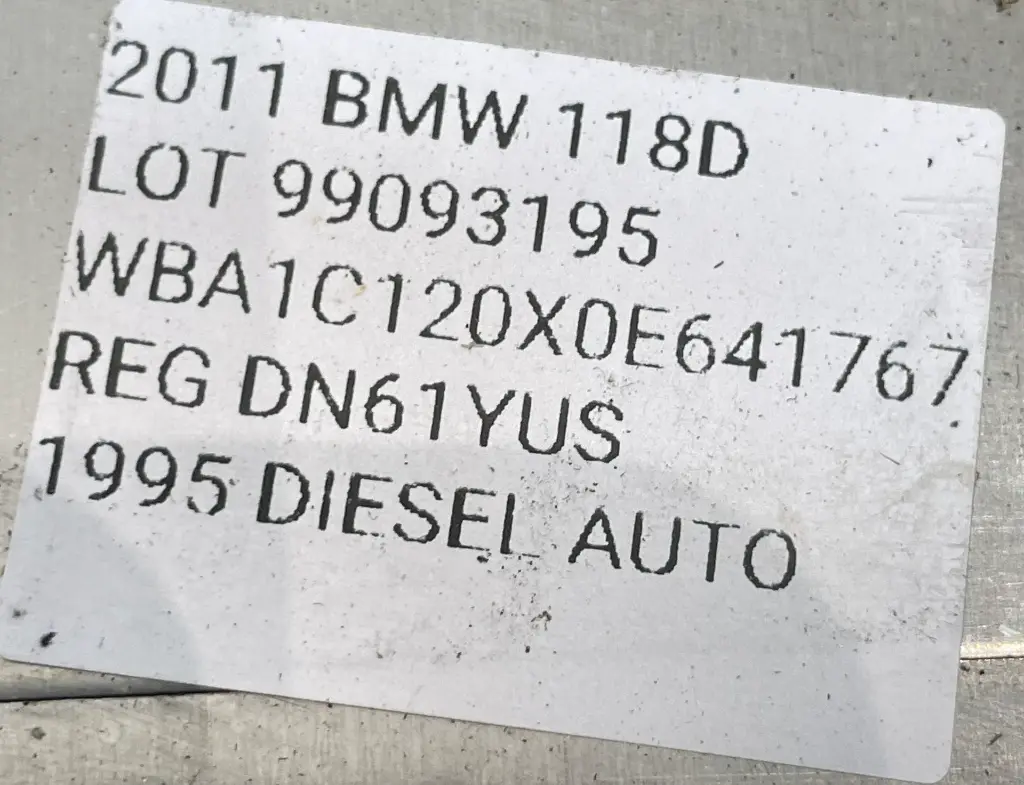 2011 BMW 118D
LOT 99093195
WBA1C120X0E641767
REG DN61YUS
1995 DIESEL AUTO